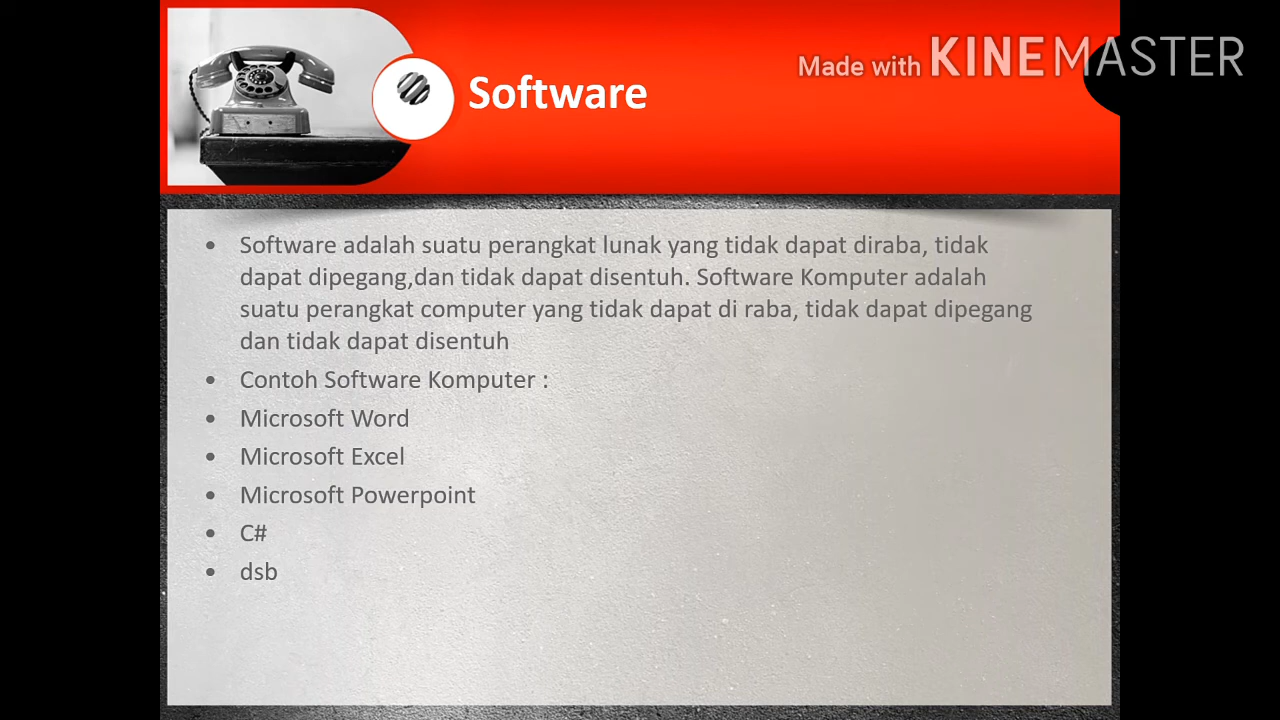 Made with KINEMASTER
Software
• Software adalah suatu perangkat lunak yang tidak dapat diraba, tidak
dapat dipegang,dan tidak dapat disentuh. Software Komputer adalah
suatu perangkat computer yang tidak dapat di raba, tidak dapat dipegang
dan tidak dapat disentuh
• Contoh Software Komputer :
• Microsoft Word
• Microsoft Excel
• Microsoft Powerpoint
• C#
• dsb